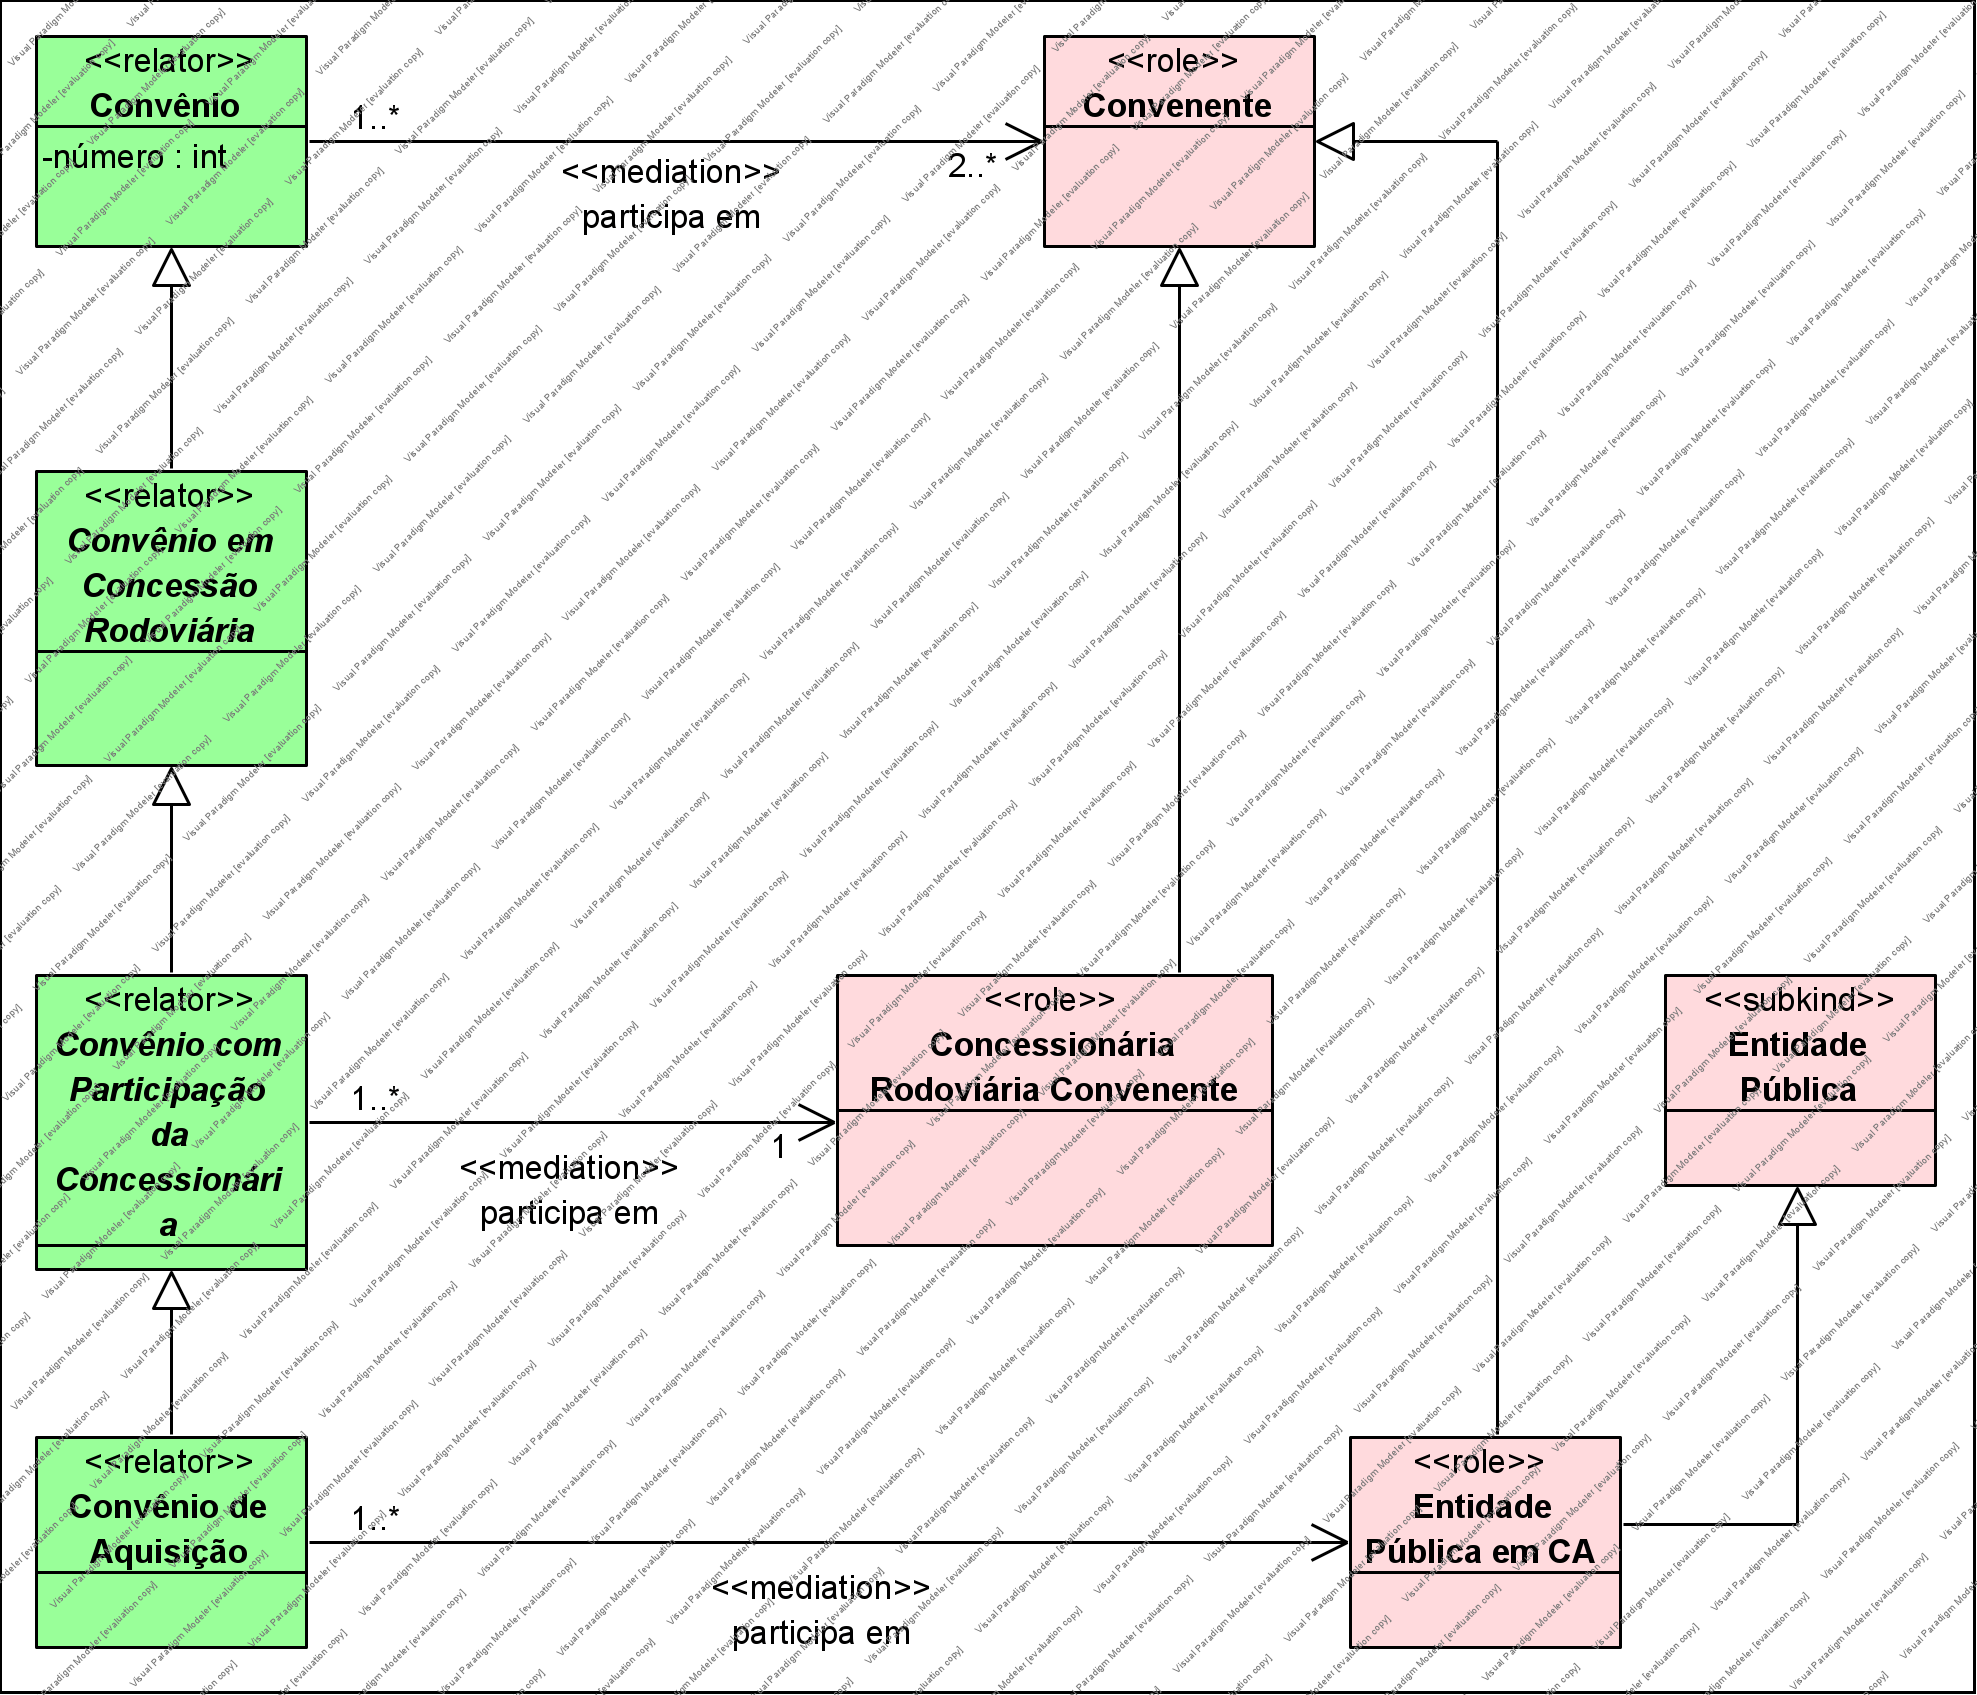 <<relator>>
Convênio
-número : int
1..*
<<mediation>>
participa em
2..*
<<role>>
Convenente
<<relator>>
Convênio em
Concessão
Rodoviária
<<relator>>
Convênio com
Participação
da
Concessionári
a
1..*
<<mediation>>
participa em
1
<<role>>
Concessionária
Rodoviária Convenente
<<subkind>>
Entidade
Pública
<<relator>>
Convênio de
Aquisição
1..*
<<mediation>>
participa em
<<role>>
Entidade
Pública em CA
Visual Paradigm Modeler [evaluation copy]